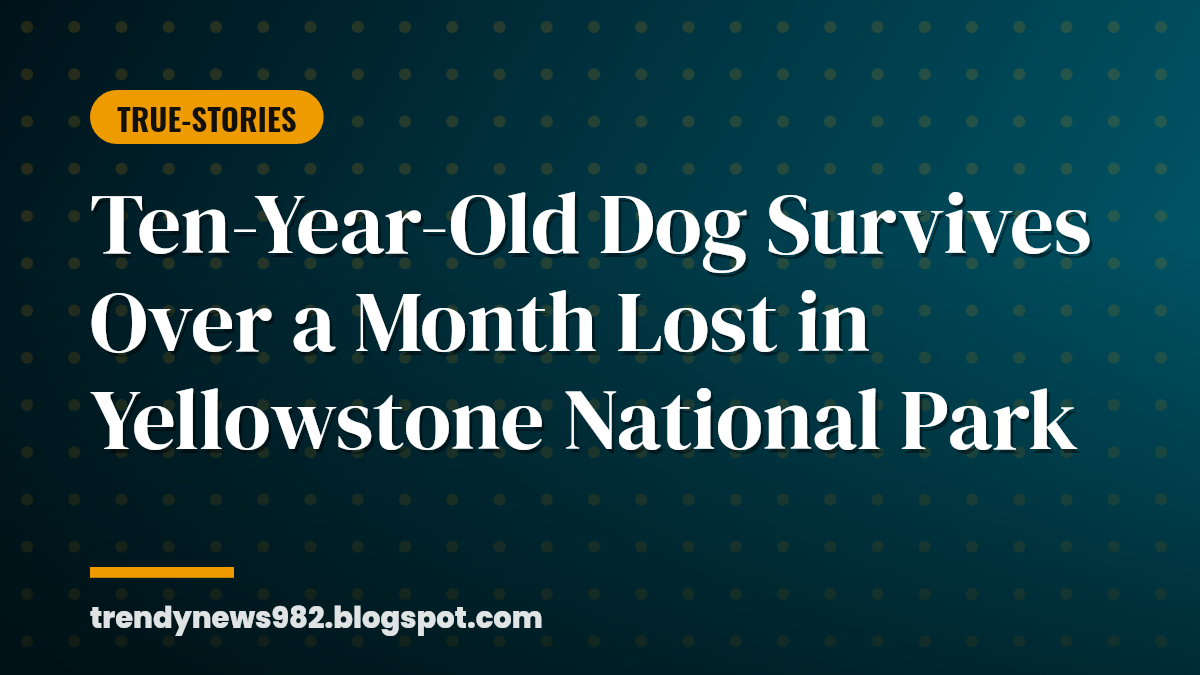 TRUE-STORIES
Ten-Year-Old Dog Survives
Over a Month Lost in
Yellowstone National Park
trendynews982.blogspot.com